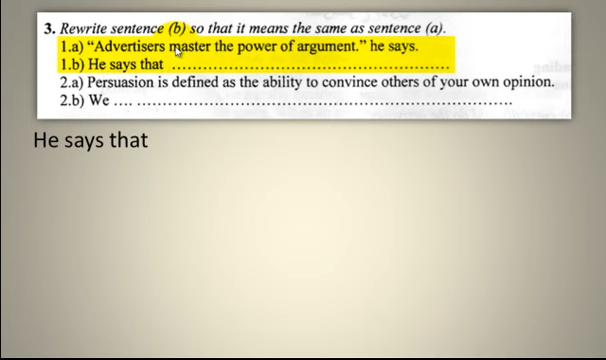 3. Rewrite sentence (b) so that it means the same as sentence (a).
1.a) “Advertisers master the power of argument.” he says.
1.b) He says that ....................................................
2.a) Persuasion is defined as the ability to convince others of your own opinion.
2.b) We .... .........................................................................
He says that